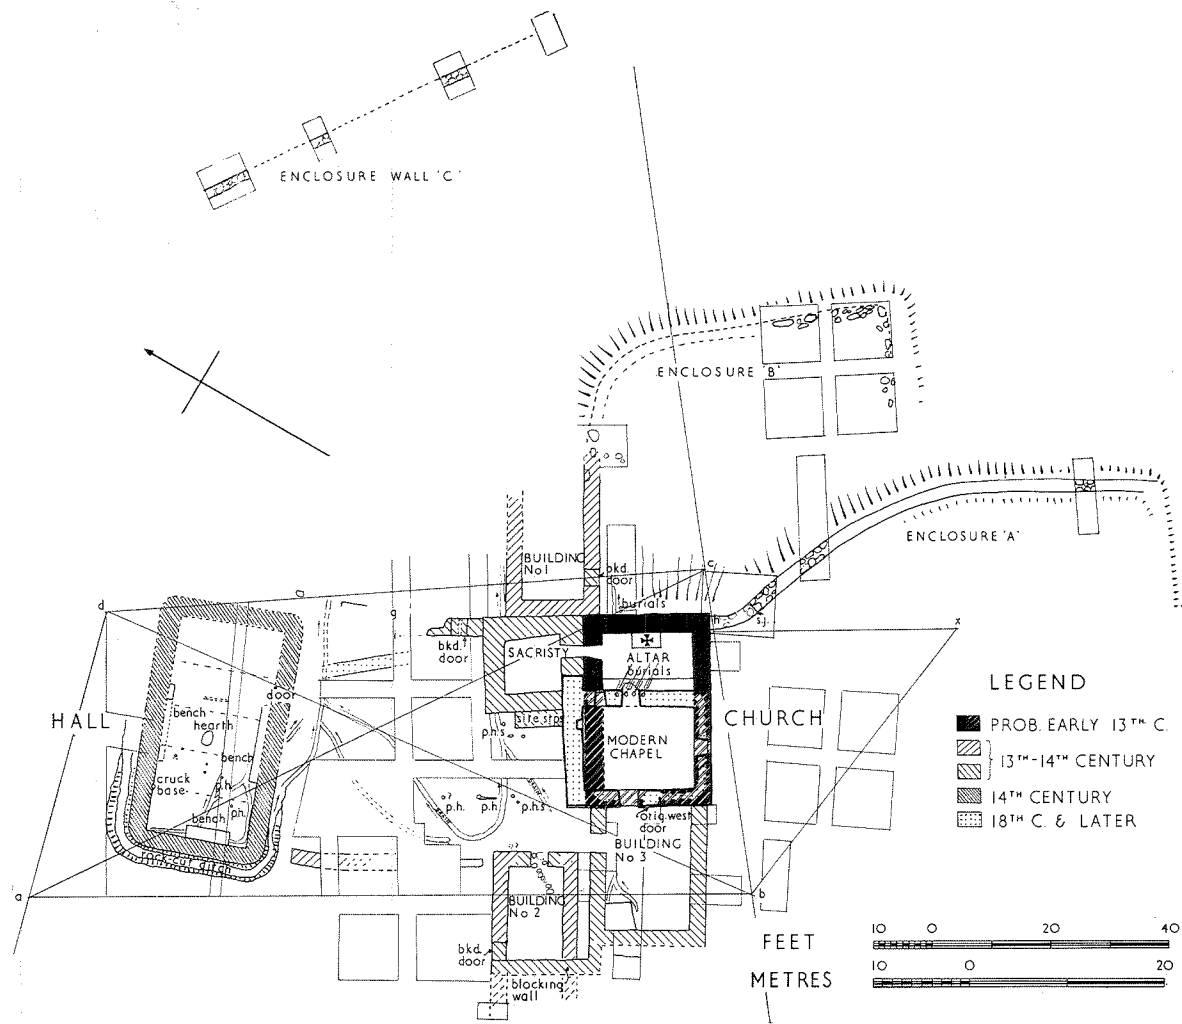 ENCLOSURE WALL 'C'
ENCLOSURE 'B'
ENCLOSURE 'A'
BUILDING
No 1
bkd.
door
burials
c
d
g
h
s.j.
x
bkd.
door
SACRISTY
ALTAR
burials
HALL
door
bench
hearth
bench
cruck
base
p.h.
p.h.
bench
rock cut ditch
p.h.s
site stps
MODERN
CHAPEL
CHURCH
p.h.
p.h.
p.h.s
orig. west
door
BUILDING
No 3
a
b
BUILDING
No 2
bkd.
door
blocking
wall
LEGEND
PROB. EARLY 13TH C.
13TH-14TH CENTURY
14TH CENTURY
18TH C. & LATER
FEET
10 0 20 40
METRES
10 0 20